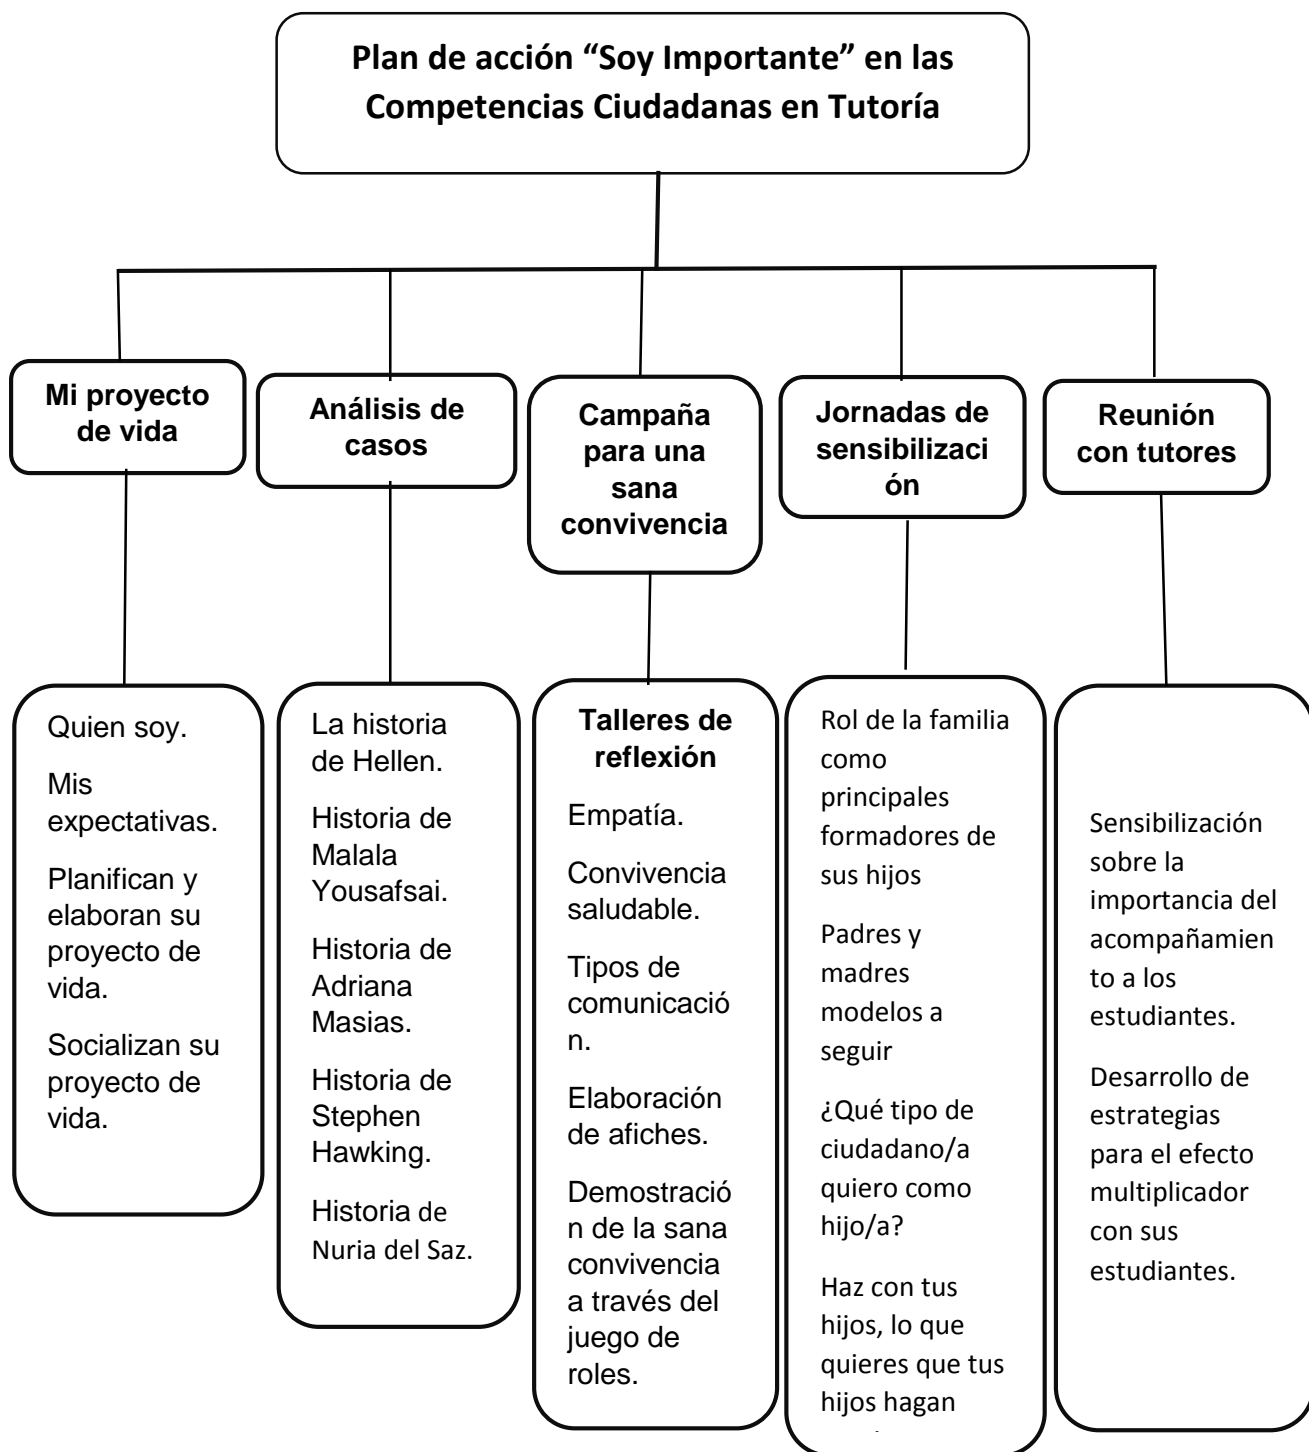 Plan de acción “Soy Importante” en las
Competencias Ciudadanas en Tutoría
Mi proyecto
de vida
Análisis de
casos
Campaña
para una
sana
convivencia
Jornadas de
sensibilizaci
ón
Reunión
con tutores
Quien soy.
Mis
expectativas.
Planifican y
elaboran su
proyecto de
vida.
Socializan su
proyecto de
vida.
La historia
de Hellen.
Historia de
Malala
Yousafsai.
Historia de
Adriana
Masias.
Historia de
Stephen
Hawking.
Historia de
Nuria del Saz.
Talleres de
reflexión
Empatía.
Convivencia
saludable.
Tipos de
comunicació
n.
Elaboración
de afiches.
Demostració
n de la sana
convivencia
a través del
juego de
roles.
Rol de la familia
como
principales
formadores de
sus hijos
Padres y
madres
modelos a
seguir
¿Qué tipo de
ciudadano/a
quiero como
hijo/a?
Haz con tus
hijos, lo que
quieres que tus
hijos hagan
Sensibilización
sobre la
importancia del
acompañamien
to a los
estudiantes.
Desarrollo de
estrategias
para el efecto
multiplicador
con sus
estudiantes.